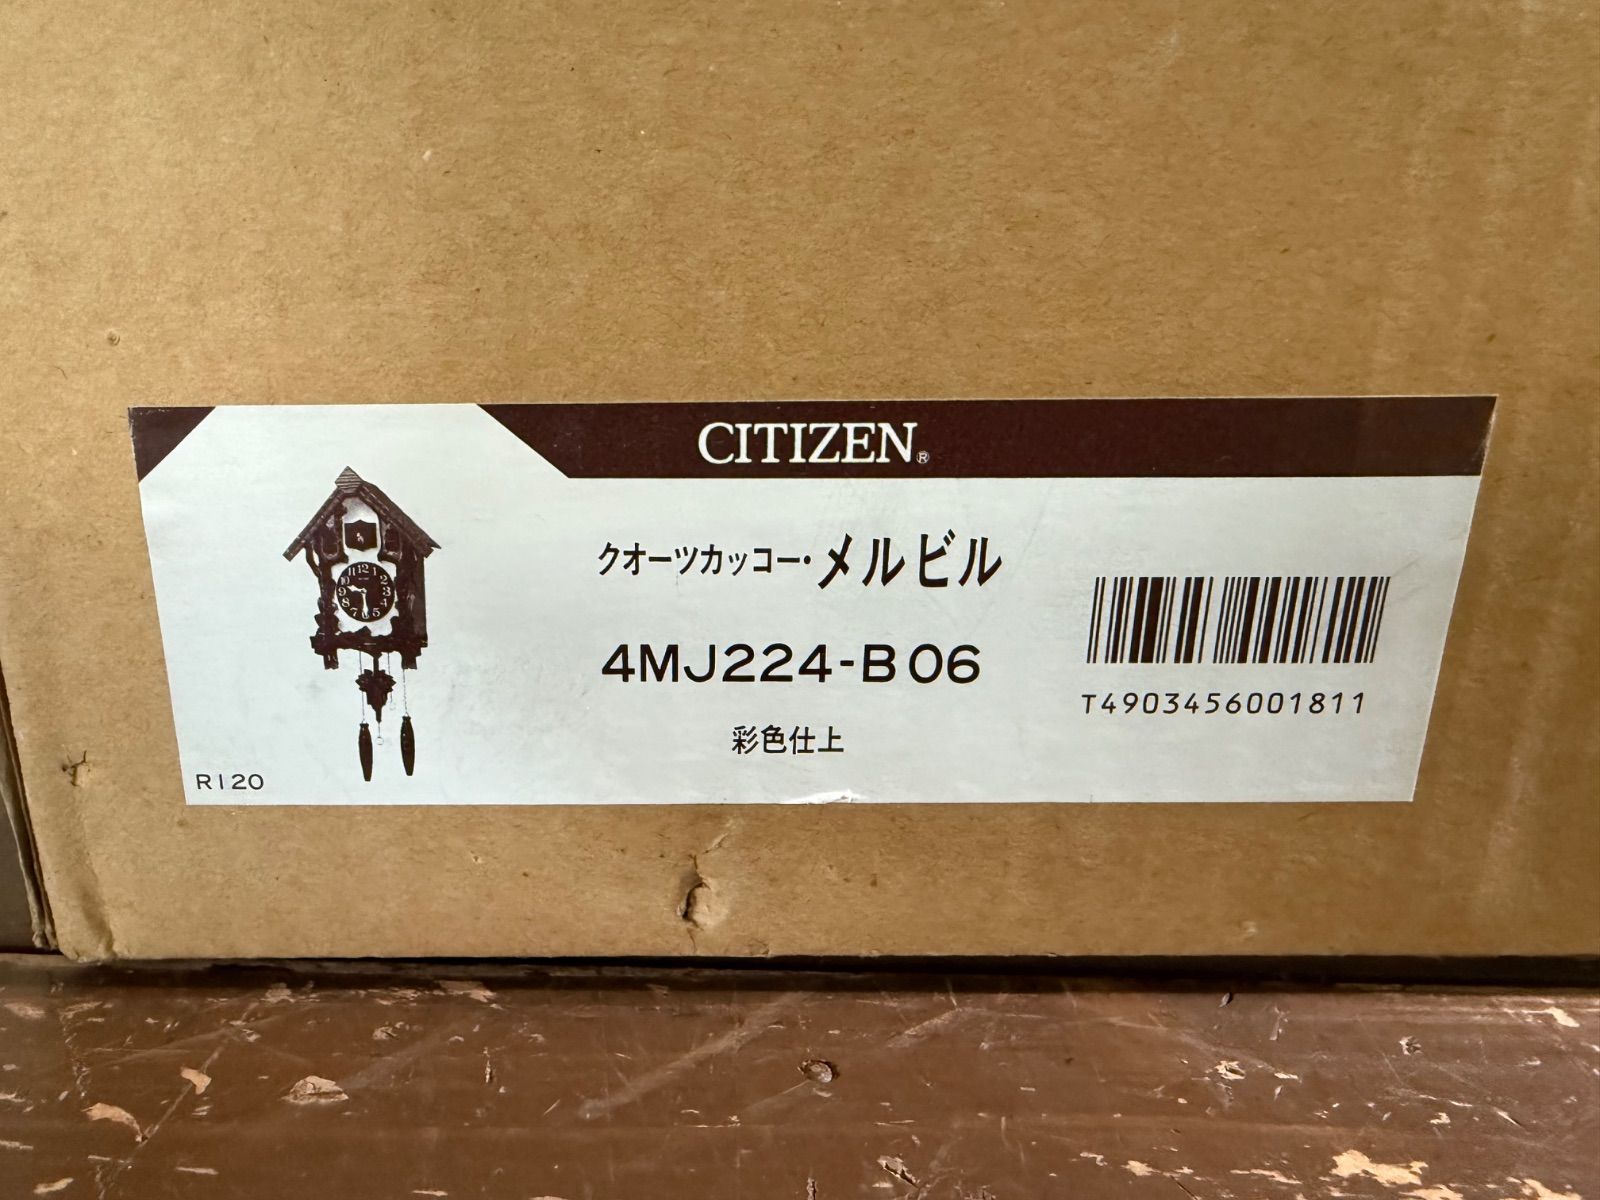 CITIZEN®
クオーツカッコー・メルビル
4MJ224-B06
彩色仕上
T4903456001811
R120